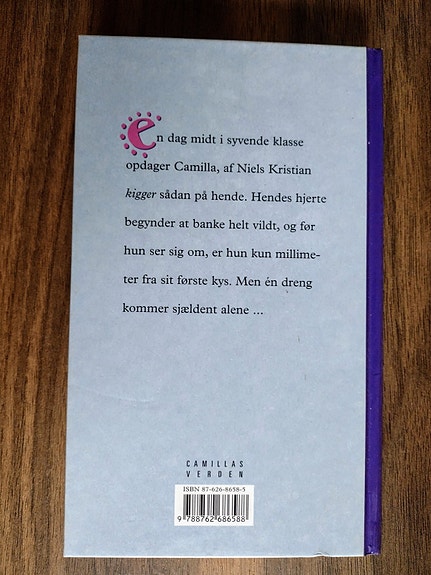 en dag midt i syvende klasse
opdager Camilla, af Niels Kristian
kigger sådan på hende. Hendes hjerte
begynder at banke helt vildt, og før
hun ser sig om, er hun kun millime-
ter fra sit første kys. Men én dreng
kommer sjældent alene ...
CAMILLAS
VERDEN
ISBN 87-626-8658-5
9 788762 686588